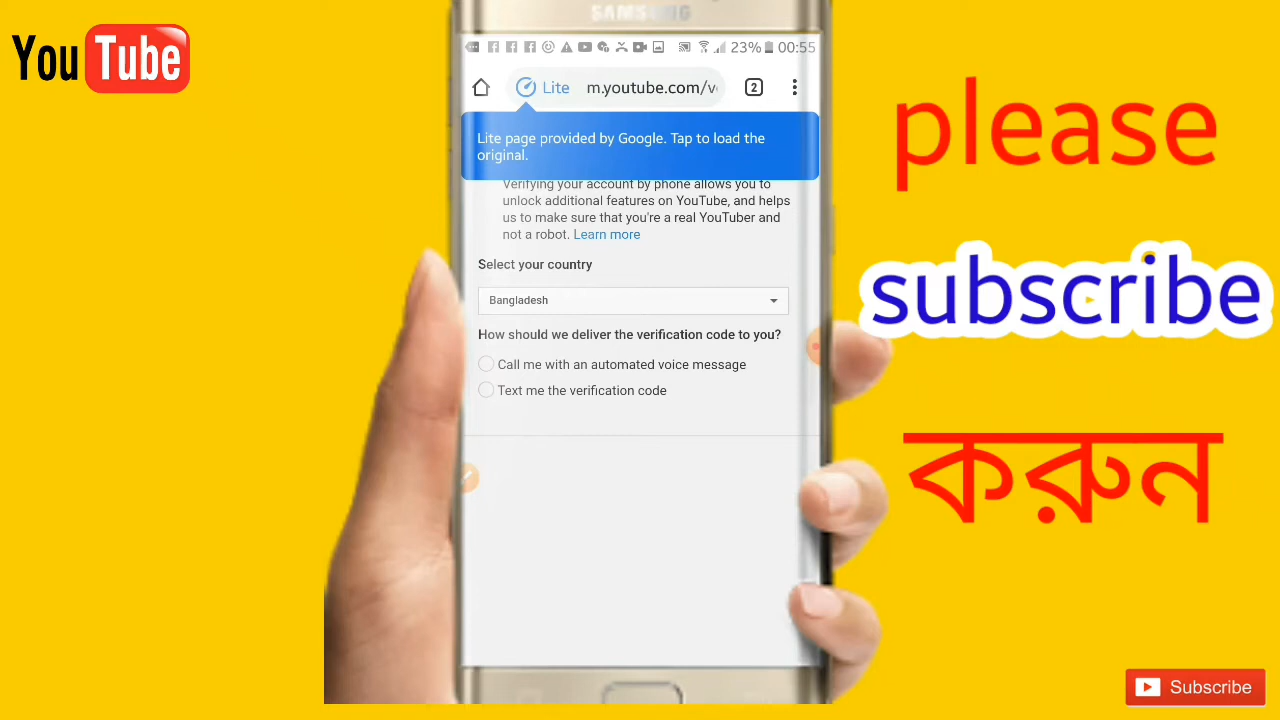 YouTube
SAMSUNG
23% 00:55
Lite m.youtube.com/v 2
Lite page provided by Google. Tap to load the
original.
Verifying your account by phone allows you to
unlock additional features on YouTube, and helps
us to make sure that you're a real YouTuber and
not a robot. Learn more
Select your country
Bangladesh
How should we deliver the verification code to you?
Call me with an automated voice message
Text me the verification code
please
subscribe
করুন
Subscribe